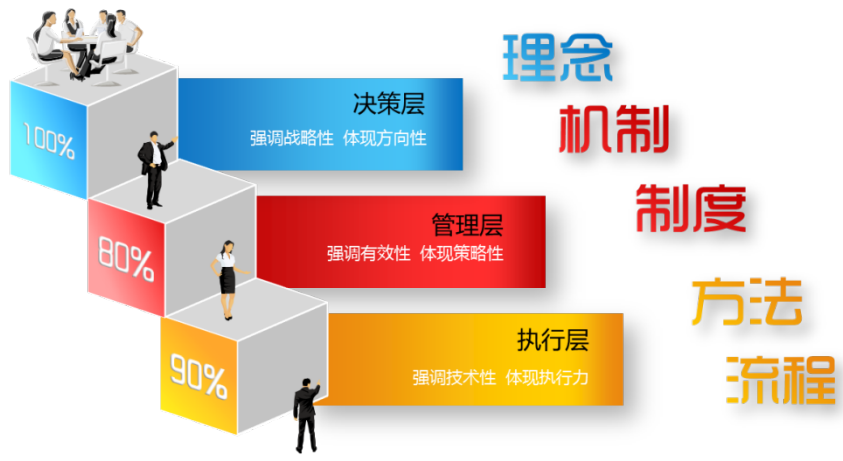 理念
100%
决策层
强调战略性 体现方向性
机制
制度
80%
管理层
强调有效性 体现策略性
方法
90%
执行层
强调技术性 体现执行力
流程